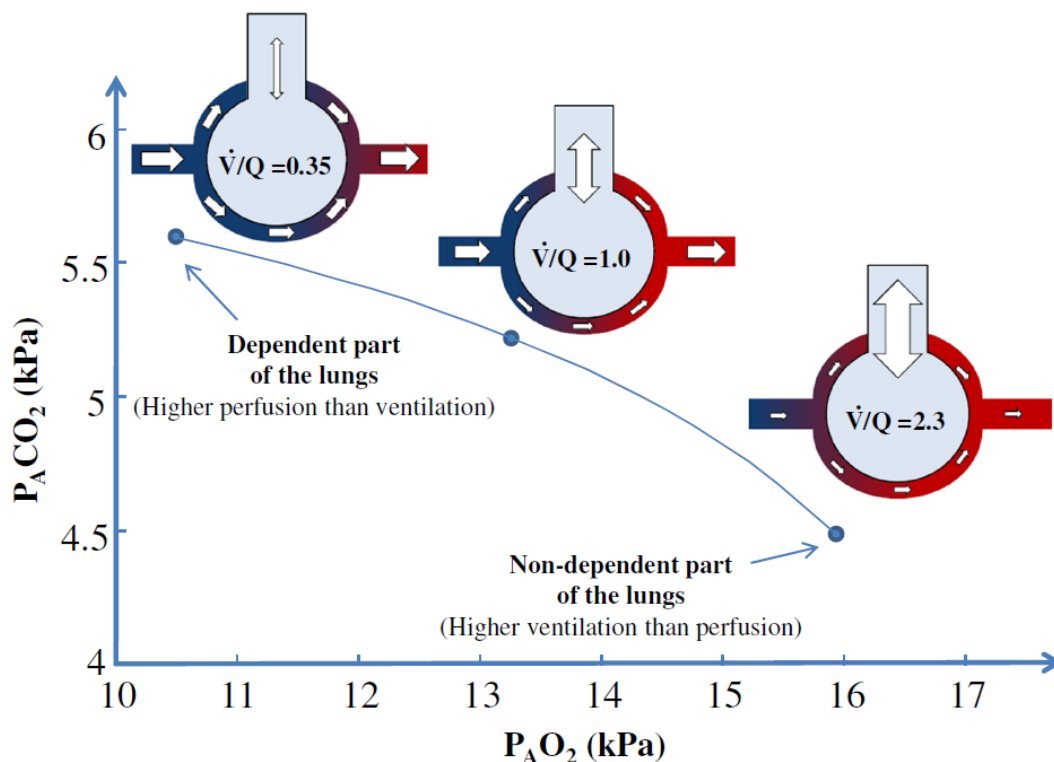 6
V̇/Q =0.35
V̇/Q =1.0
5.5
Dependent part
of the lungs
(Higher perfusion than ventilation)
5
V̇/Q =2.3
PACO2 (kPa)
4.5
Non-dependent part
of the lungs
(Higher ventilation than perfusion)
4
10 11 12 13 14 15 16 17
PAO2 (kPa)